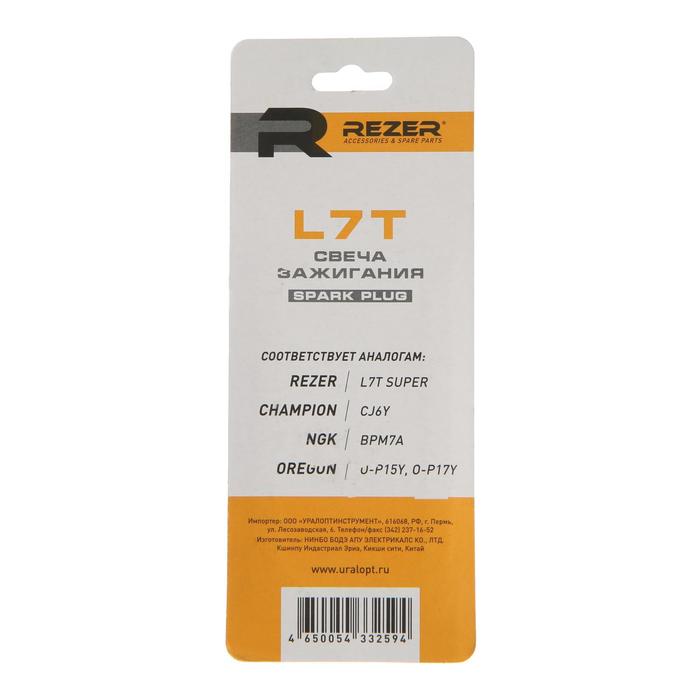 REZER®
ACCESSORIES & SPARE PARTS
L7T
СВЕЧА
ЗАЖИГАНИЯ
SPARK PLUG
СООТВЕТСТВУЕТ АНАЛОГАМ:
REZER / L7T SUPER
CHAMPION / CJ6Y
NGK / BPM7A
OREGON / O-P15Y, O-P17Y
Импортер: ООО «УРАЛОПТИНСТРУМЕНТ», 616068, РФ, г. Пермь,
ул. Лесозаводская, 6. Телефон/факс (342) 237-16-52
Изготовитель: НИНБО БОДЭ АПУ ЭЛЕКТРИКАЛС КО., ЛТД.
Кшинпу Индастриал Эриа, Кикши сити, Китай
www.uralopt.ru
4 650054 332594